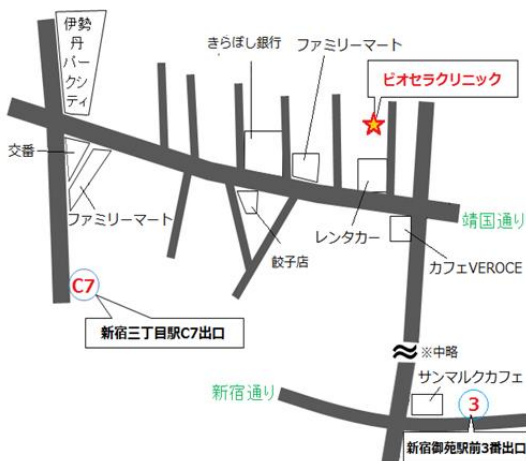 伊勢
丹
パー
クシ
ティ
きらぼし銀行
ファミリーマート
ビオセラクリニック
交番
ファミリーマート
餃子店
レンタカー
靖国通り
カフェVEROCE
C7
新宿三丁目駅C7出口
※中略
サンマルクカフェ
新宿通り
3
新宿御苑駅前3番出口